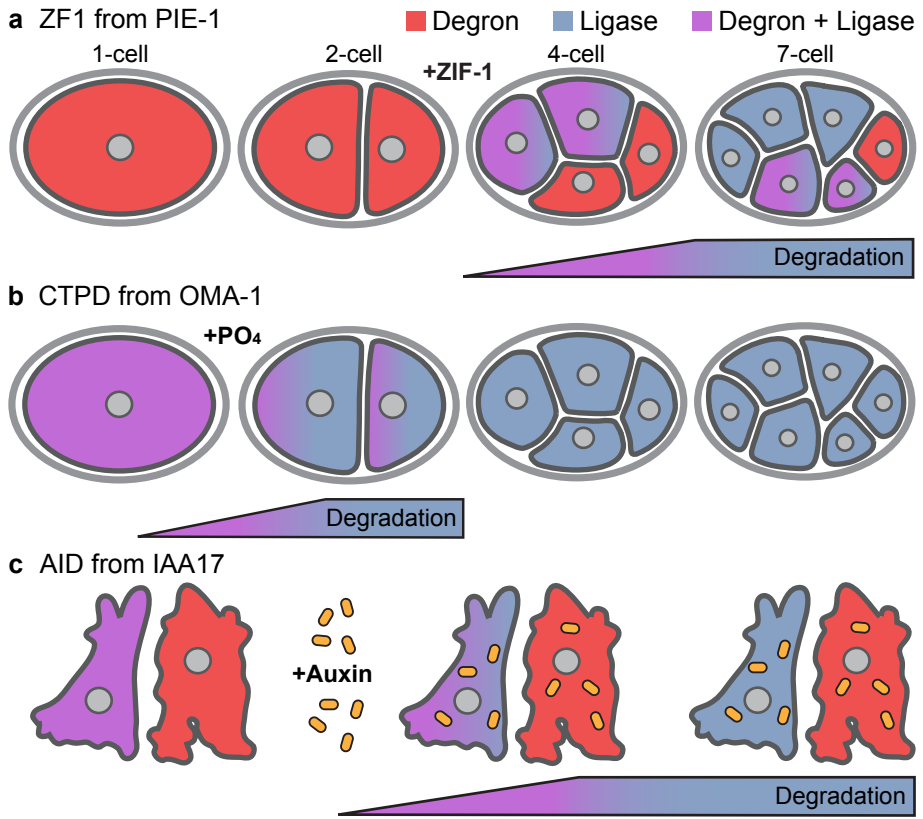 a ZF1 from PIE-1
Degron Ligase Degron + Ligase
1-cell 2-cell +ZIF-1 4-cell 7-cell
Degradation
b CTPD from OMA-1
+PO₄
Degradation
c AID from IAA17
+Auxin
Degradation